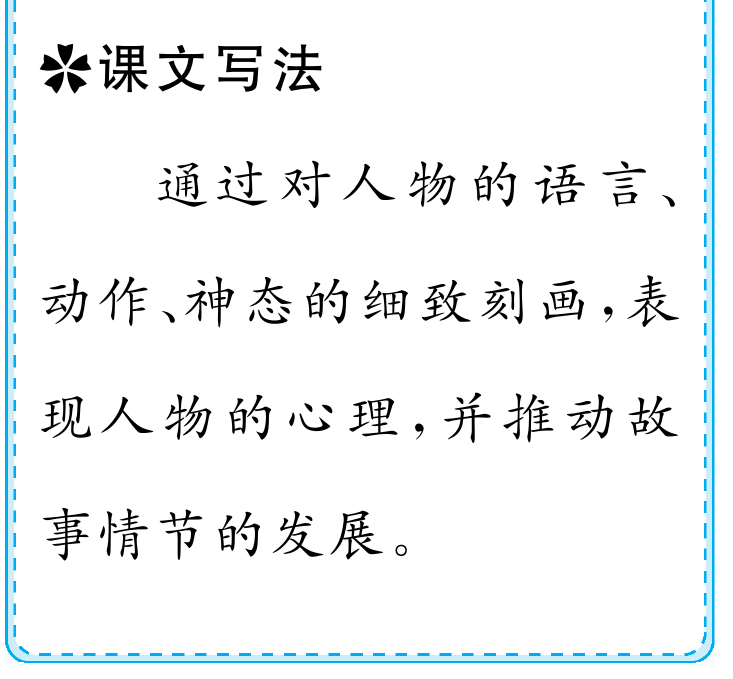 ✽课文写法
通过对人物的语言、
动作、神态的细致刻画,表
现人物的心理,并推动故
事情节的发展。